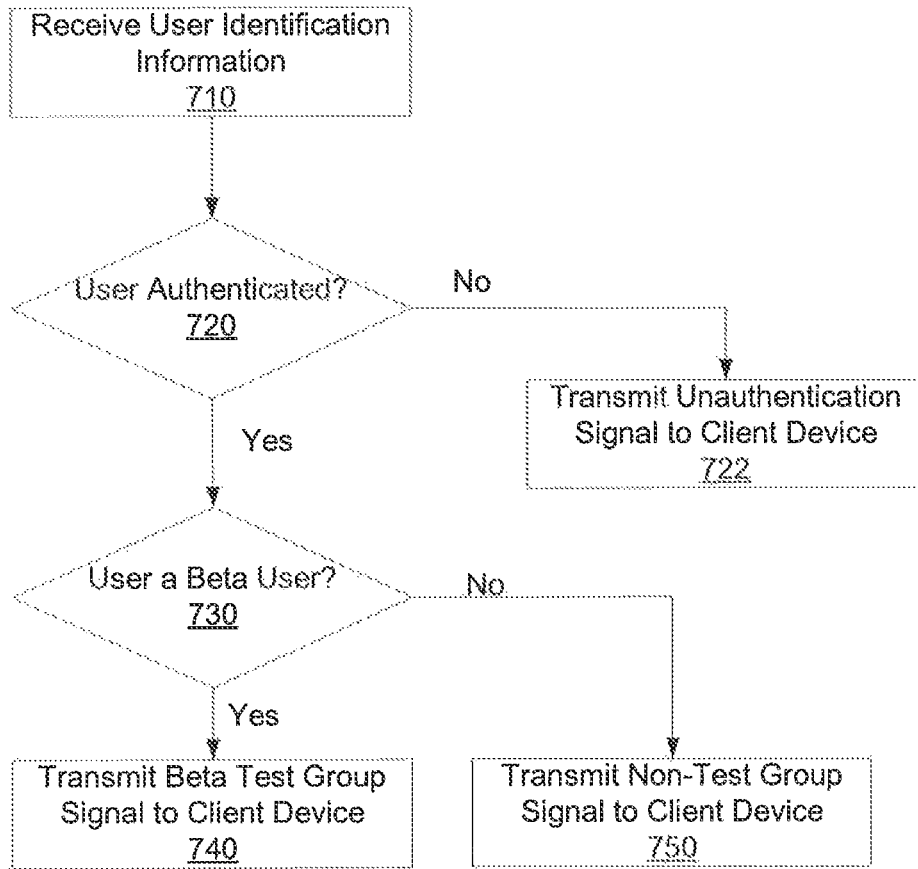 Receive User Identification
Information
710
User Authenticated?
720
No
Transmit Unauthentication
Signal to Client Device
722
Yes
User a Beta User?
730
No
Yes
Transmit Beta Test Group
Signal to Client Device
740
Transmit Non-Test Group
Signal to Client Device
750